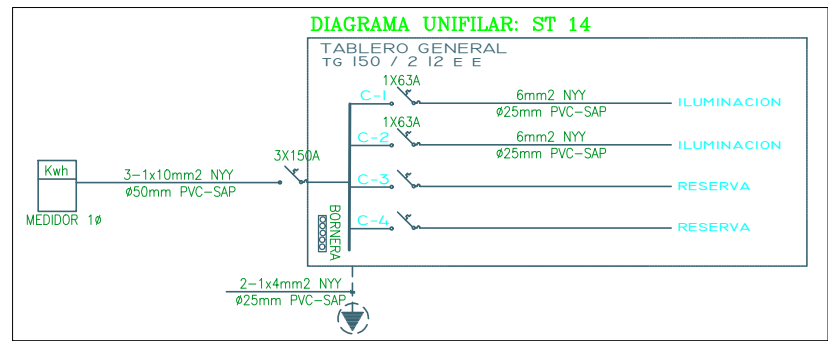 DIAGRAMA UNIFILAR: ST 14
TABLERO GENERAL
TG 150 / 2 12 E E
1X63A
C-1
6mm2 NYY
Ø25mm PVC-SAP
ILUMINACION
1X63A
C-2
6mm2 NYY
Ø25mm PVC-SAP
ILUMINACION
3X150A
Kwh
3-1x10mm2 NYY
Ø50mm PVC-SAP
MEDIDOR 1Ø
C-3
RESERVA
BORNERA
C-4
RESERVA
2-1x4mm2 NYY
Ø25mm PVC-SAP